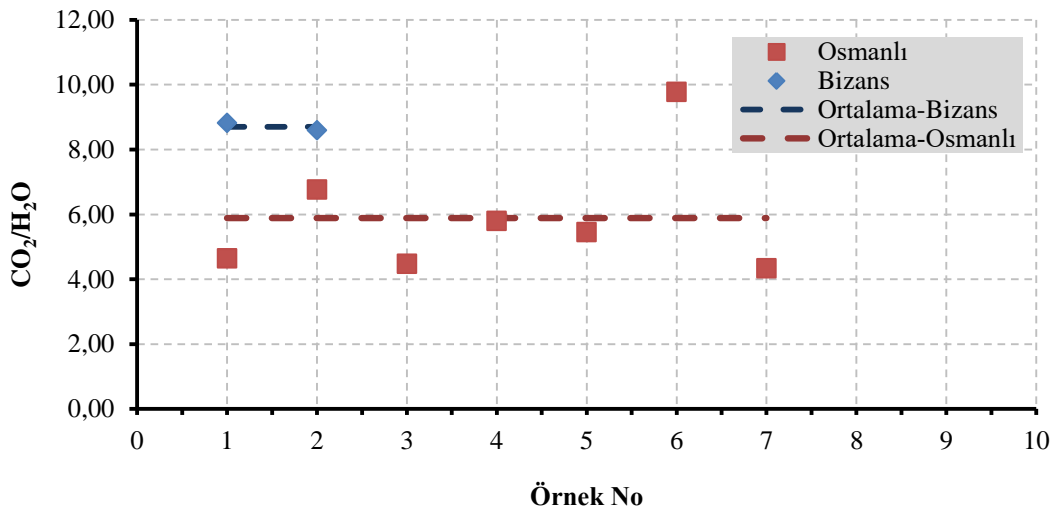 12,00
10,00
8,00
6,00
4,00
2,00
0,00
CO₂/H₂O
Osmanlı
Bizans
Ortalama-Bizans
Ortalama-Osmanlı
0 1 2 3 4 5 6 7 8 9 10
Örnek No